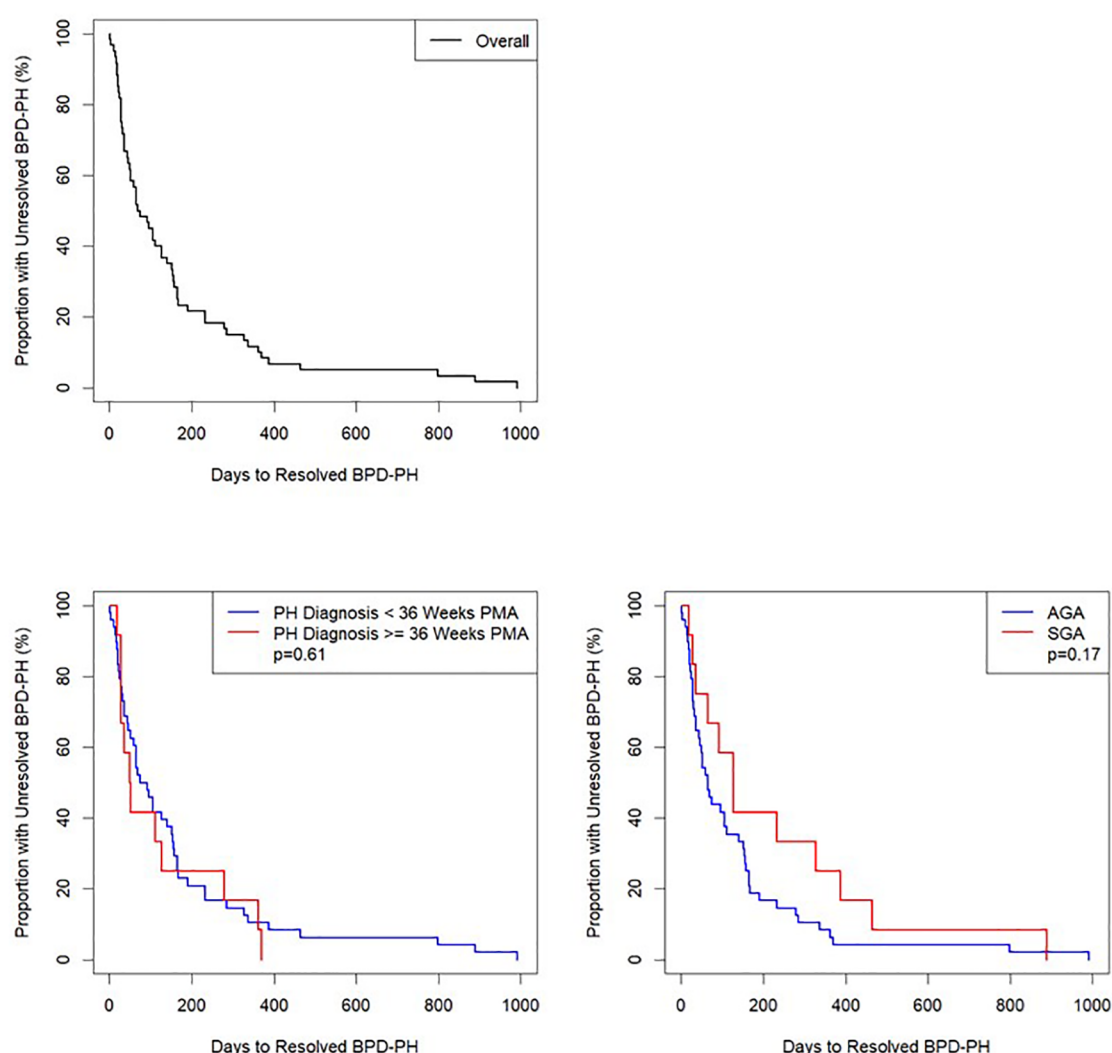 Proportion with Unresolved BPD-PH (%)
100
80
60
40
20
0
Overall
0 200 400 600 800 1000
Days to Resolved BPD-PH
Proportion with Unresolved BPD-PH (%)
100
80
60
40
20
0
PH Diagnosis < 36 Weeks PMA
PH Diagnosis >= 36 Weeks PMA
p=0.61
0 200 400 600 800 1000
Days to Resolved BPD-PH
Proportion with Unresolved BPD-PH (%)
100
80
60
40
20
0
AGA
SGA
p=0.17
0 200 400 600 800 1000
Days to Resolved BPD-PH